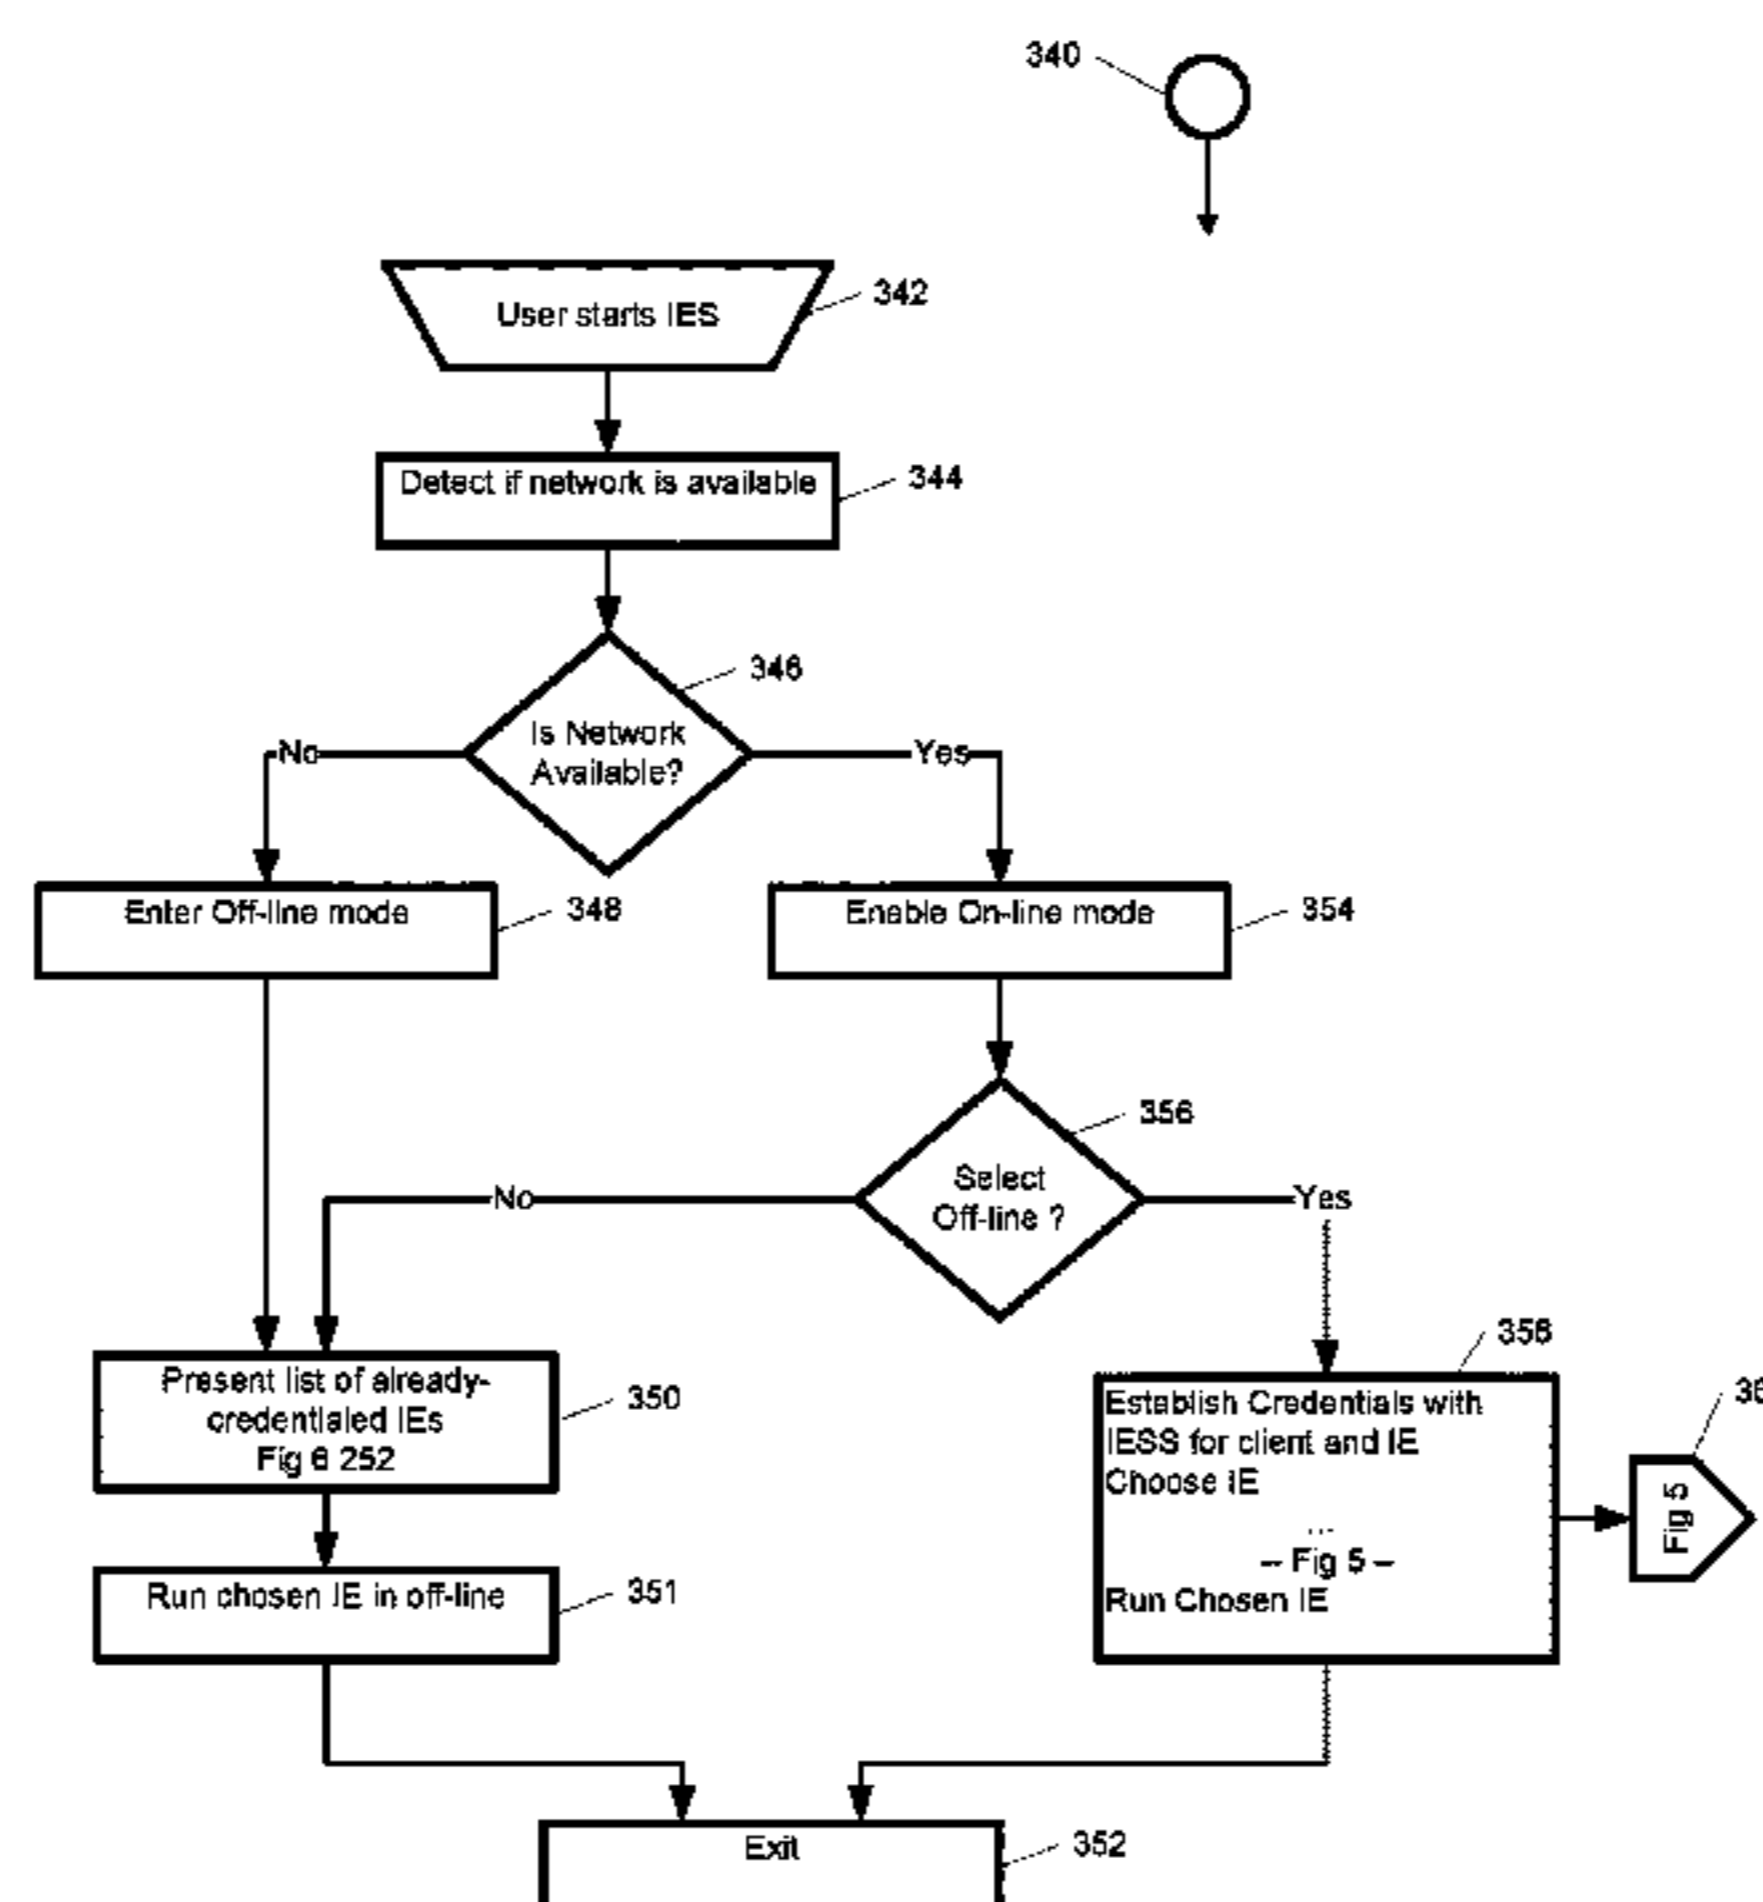 340
User starts IES
342
Detect if network is available
344
346
Is Network
Available?
No
Yes
Enter Off-line mode
348
Enable On-line mode
354
356
Select
Off-line ?
No
Yes
358
Present list of already-
credentialed IEs
Fig 6 252
350
Establish Credentials with
IESS for client and IE
Choose IE
...
-- Fig 5 --
Run Chosen IE
Fig 5
Run chosen IE in off-line
351
Exit
352